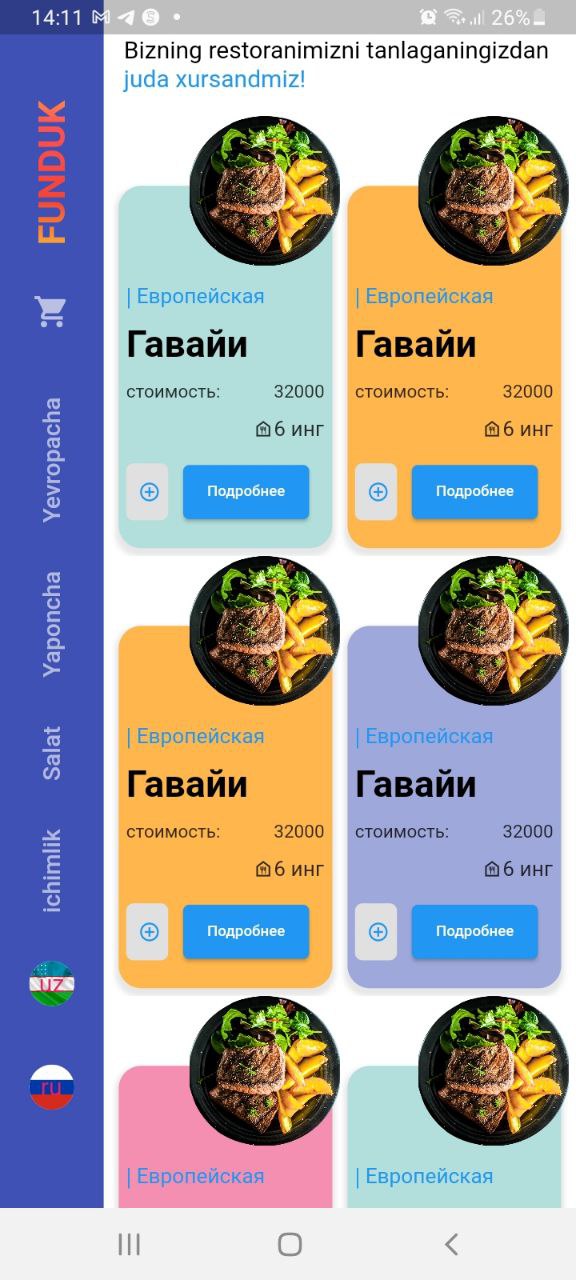 14:11
26%
Bizning restoranimizni tanlaganingizdan
juda xursandmiz!
FUNDUK
Yevropacha
Yaponcha
Salat
ichimlik
uz
ru
| Европейская
Гавайи
стоимость: 32000
6 инг
Подробнее
| Европейская
Гавайи
стоимость: 32000
6 инг
Подробнее
| Европейская
Гавайи
стоимость: 32000
6 инг
Подробнее
| Европейская
Гавайи
стоимость: 32000
6 инг
Подробнее
| Европейская
| Европейская